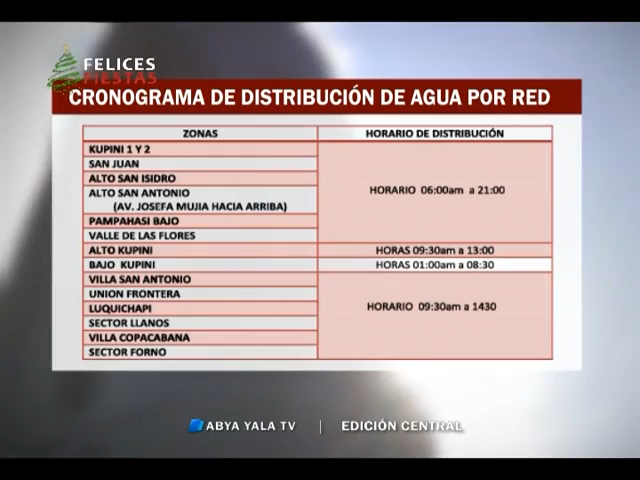 FELICES
FIESTAS
CRONOGRAMA DE DISTRIBUCIÓN DE AGUA POR RED
ZONAS HORARIO DE DISTRIBUCIÓN
KUPINI 1 Y 2
SAN JUAN
ALTO SAN ISIDRO
ALTO SAN ANTONIO
(AV. JOSEFA MUJIA HACIA ARRIBA)
PAMPAHASI BAJO
VALLE DE LAS FLORES
HORARIO 06:00am a 21:00
ALTO KUPINI HORAS 09:30am a 13:00
BAJO KUPINI HORAS 01:00am a 08:30
VILLA SAN ANTONIO
UNION FRONTERA
LUQUICHAPI
SECTOR LLANOS
VILLA COPACABANA
SECTOR FORNO
HORARIO 09:30am a 1430
ABYA YALA TV | EDICIÓN CENTRAL